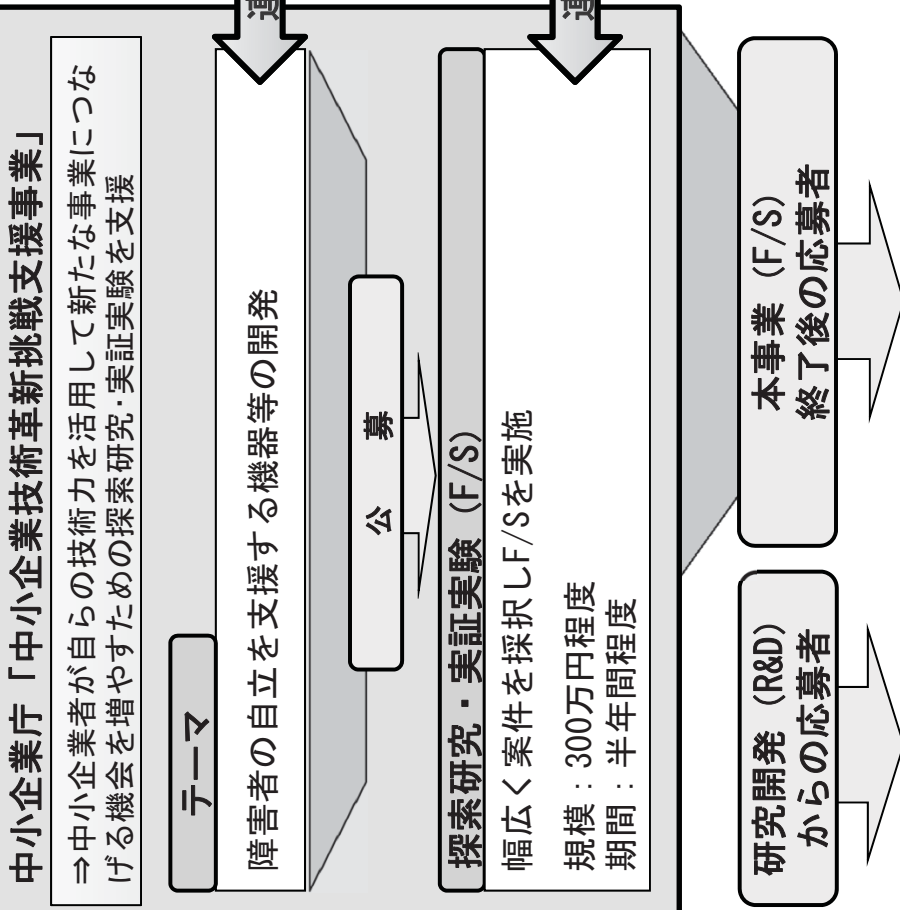 中小企業庁「中小企業技術革新挑戦支援事業」
⇒中小企業者が自らの技術力を活用して新たな事業につな
げる機会を増やすための探索研究・実証実験を支援
テーマ
障害者の自立を支援する機器等の開発
公　募
探索研究・実証実験（F/S）
幅広く案件を採択しF/Sを実施
規模：300万円程度
期間：半年間程度
研究開発（R&D）
からの応募者
本事業（F/S）
終了後の応募者